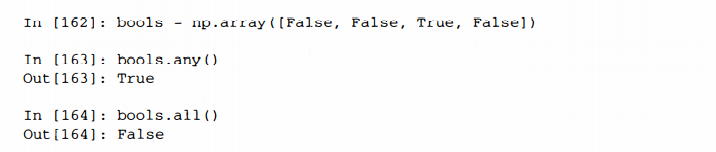 In [162]: bools = np.array([False, False, True, False])
In [163]: bools.any()
Out[163]: True
In [164]: bools.all()
Out[164]: False